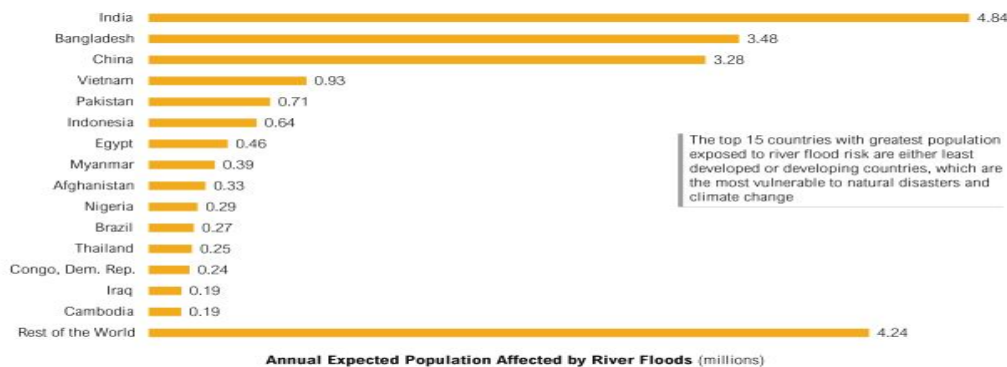 India 4.84
Bangladesh 3.48
China 3.28
Vietnam 0.93
Pakistan 0.71
Indonesia 0.64
Egypt 0.46
Myanmar 0.39
Afghanistan 0.33
Nigeria 0.29
Brazil 0.27
Thailand 0.25
Congo, Dem. Rep. 0.24
Iraq 0.19
Cambodia 0.19
Rest of the World 4.24
The top 15 countries with greatest population
exposed to river flood risk are either least
developed or developing countries, which are
the most vulnerable to natural disasters and
climate change
Annual Expected Population Affected by River Floods (millions)